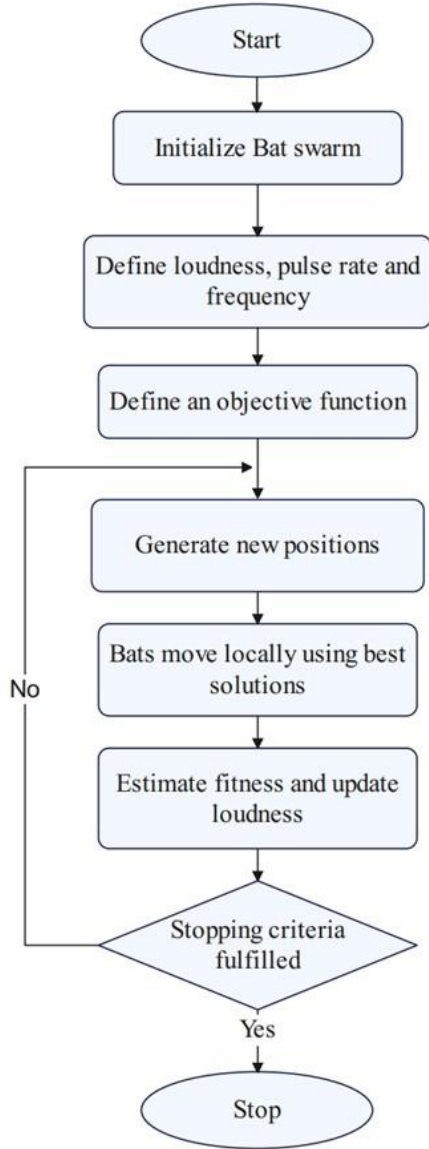 Start
Initialize Bat swarm
Define loudness, pulse rate and
frequency
Define an objective function
Generate new positions
Bats move locally using best
solutions
No
Estimate fitness and update
loudness
Stopping criteria
fulfilled
Yes
Stop